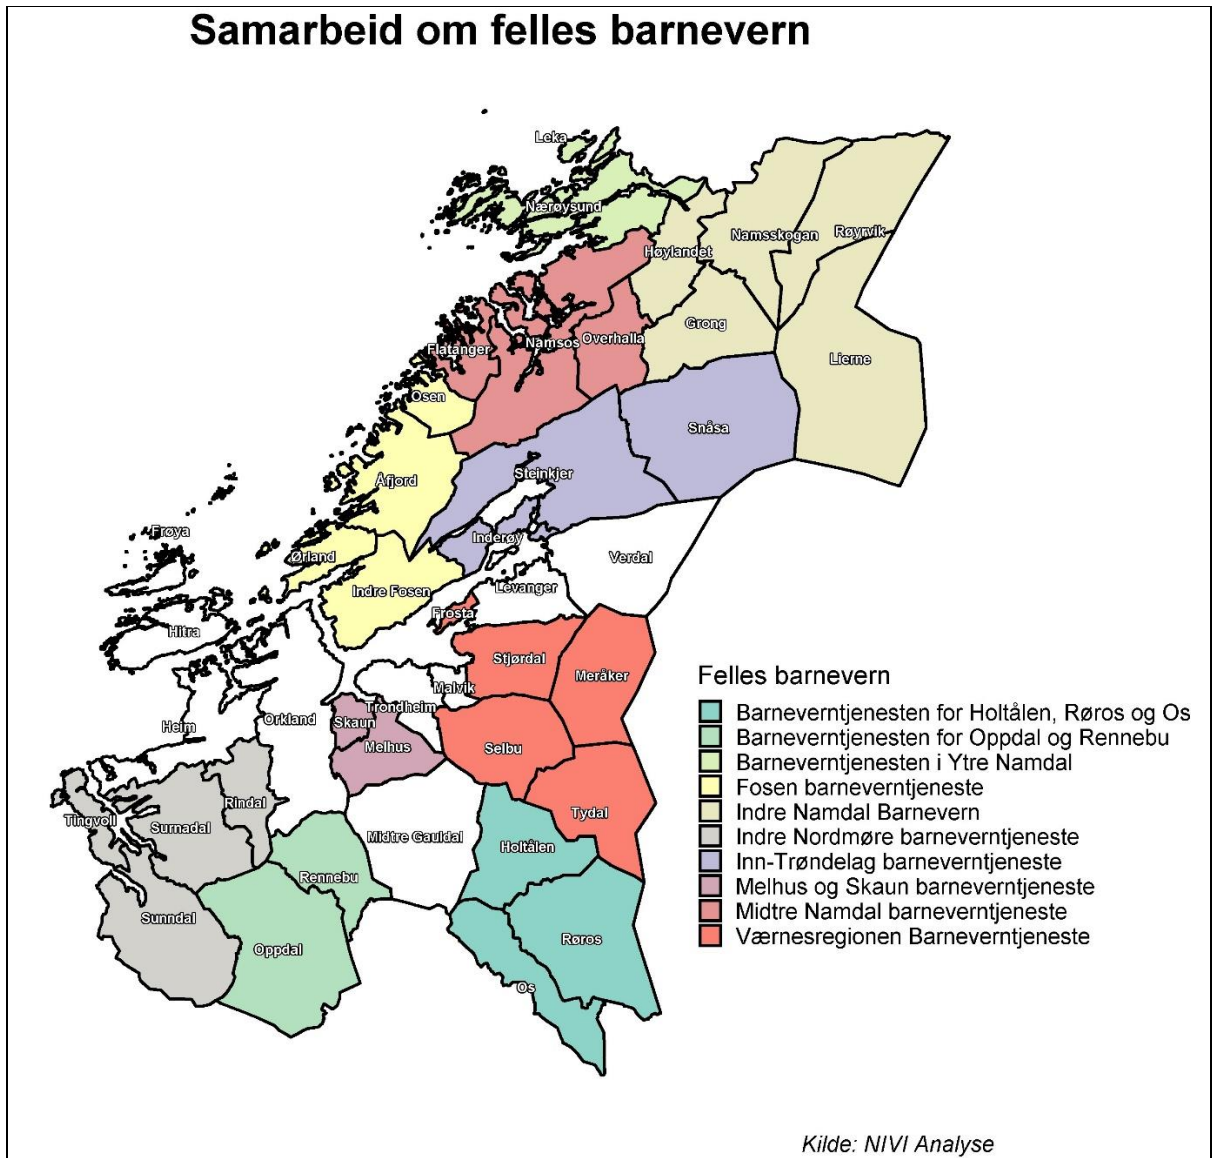 Samarbeid om felles barnevern
Leka
Nærøysund
Høylandet
Namsskogan
Røyrvik
Grong
Lierne
Flatanger
Namsos
Overhalla
Osen
Snåsa
Steinkjer
Åfjord
Frøya
Ørland
Inderøy
Verdal
Indre Fosen
Levanger
Frosta
Hitra
Stjørdal
Meråker
Malvik
Trondheim
Skaun
Heim
Orkland
Melhus
Selbu
Tingvoll
Surnadal
Rindal
Midtre Gauldal
Tydal
Holtålen
Rennebu
Sunndal
Oppdal
Røros
Os
Felles barnevern
Barneverntjenesten for Holtålen, Røros og Os
Barneverntjenesten for Oppdal og Rennebu
Barneverntjenesten i Ytre Namdal
Fosen barneverntjeneste
Indre Namdal Barnevern
Indre Nordmøre barneverntjeneste
Inn-Trøndelag barneverntjeneste
Melhus og Skaun barneverntjeneste
Midtre Namdal barneverntjeneste
Værnesregionen Barneverntjeneste
Kilde: NIVI Analyse